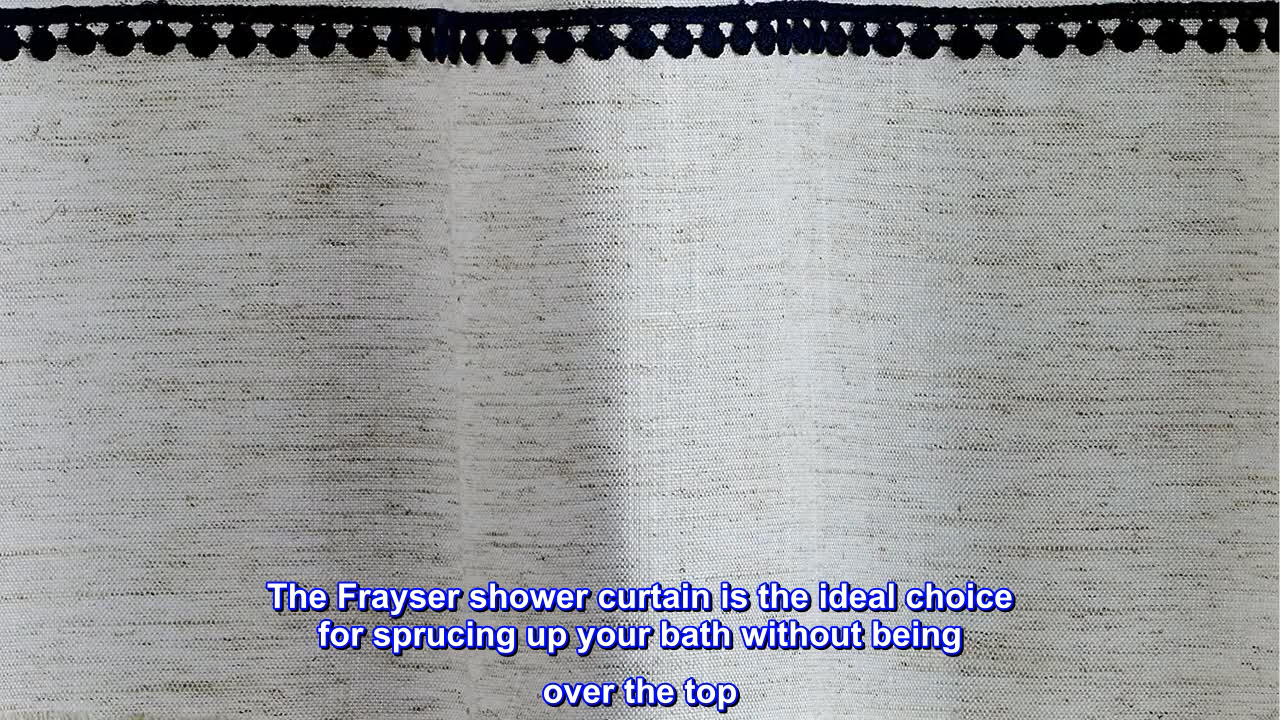 The Frayser shower curtain is the ideal choice
for sprucing up your bath without being
over the top